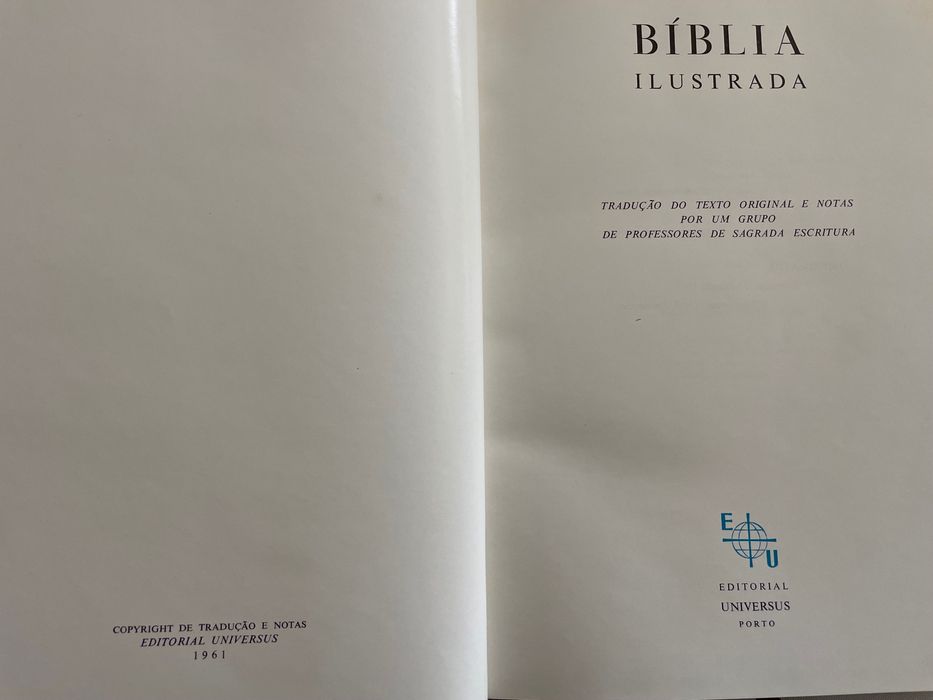 COPYRIGHT DE TRADUÇÃO E NOTAS
EDITORIAL UNIVERSUS
1961
BÍBLIA
ILUSTRADA
TRADUÇÃO DO TEXTO ORIGINAL E NOTAS
POR UM GRUPO
DE PROFESSORES DE SAGRADA ESCRITURA
E
U
EDITORIAL
UNIVERSUS
PORTO